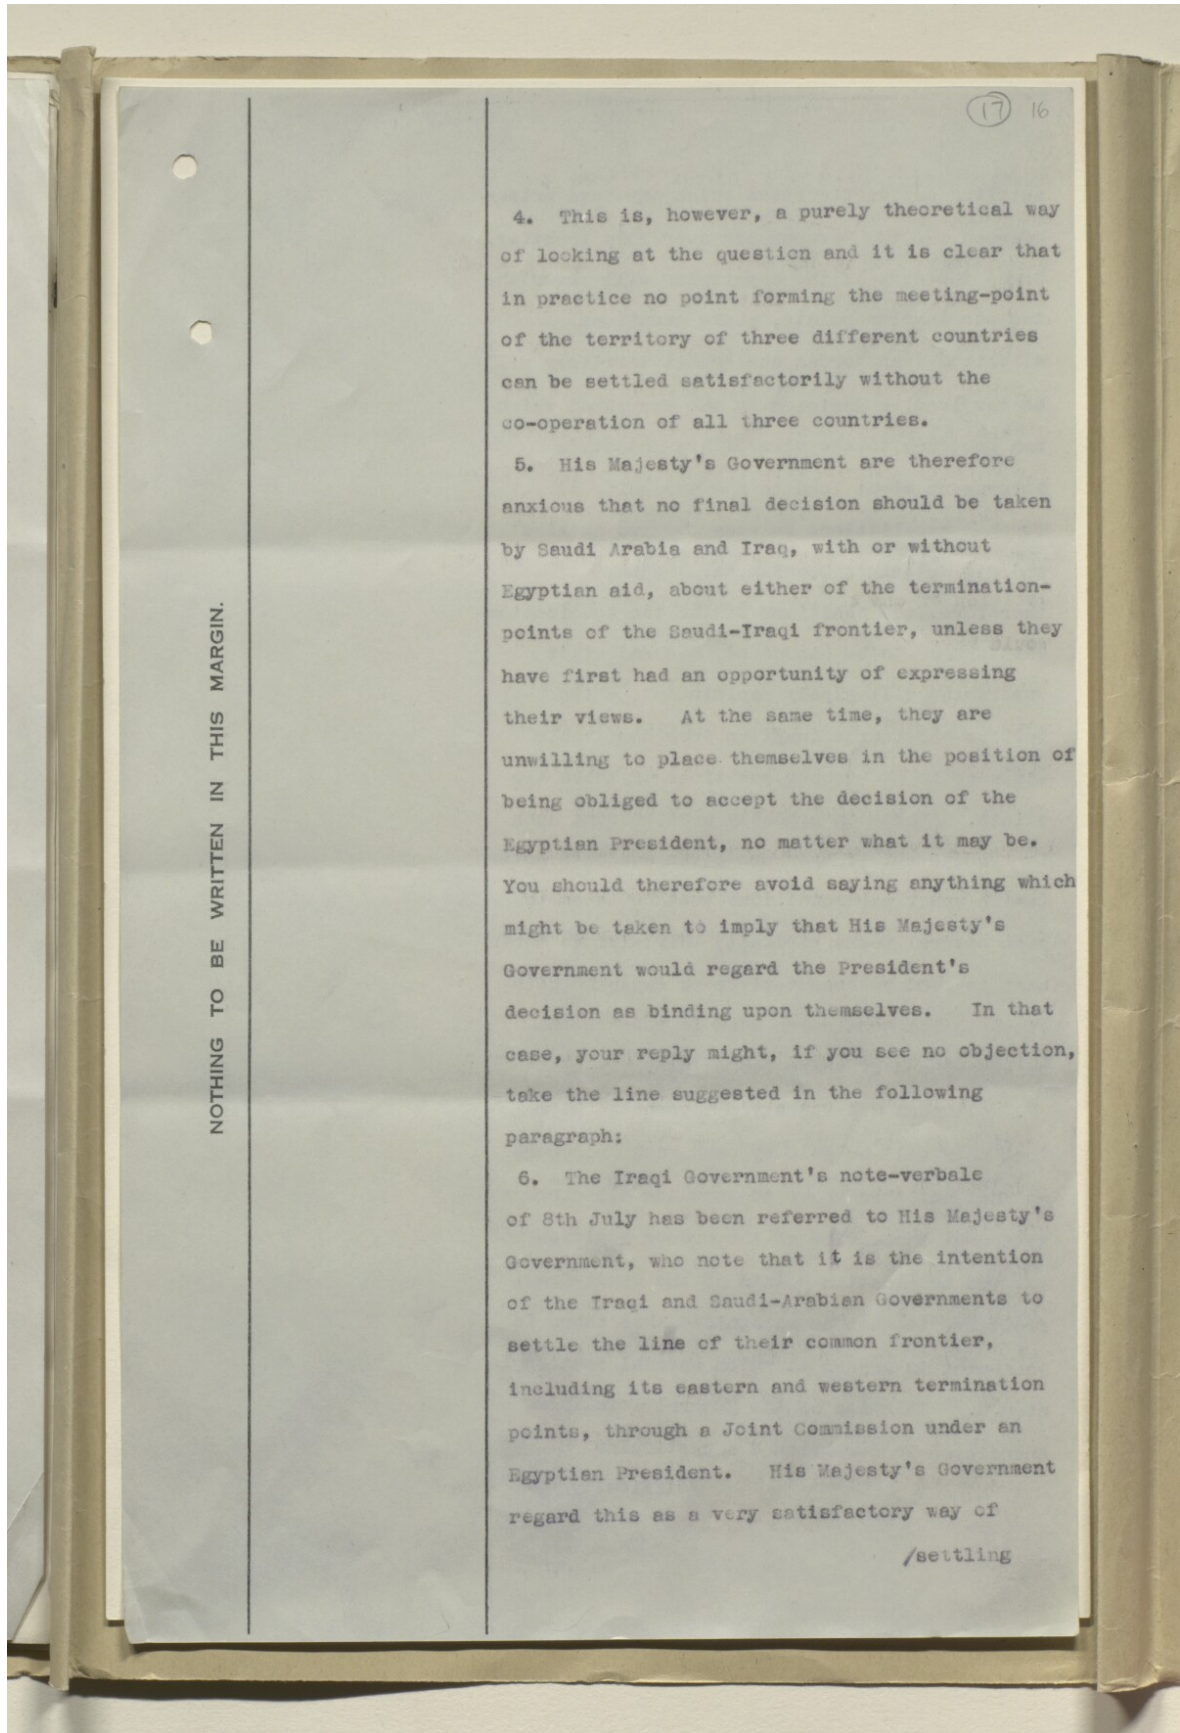 17 16
4. This is, however, a purely theoretical way
of looking at the question and it is clear that
in practice no point forming the meeting-point
of the territory of three different countries
can be settled satisfactorily without the
co-operation of all three countries.
5. His Majesty's Government are therefore
anxious that no final decision should be taken
by Saudi Arabia and Iraq, with or without
Egyptian aid, about either of the termination-
points of the Saudi-Iraqi frontier, unless they
have first had an opportunity of expressing
their views. At the same time, they are
unwilling to place themselves in the position of
being obliged to accept the decision of the
Egyptian President, no matter what it may be.
You should therefore avoid saying anything which
might be taken to imply that His Majesty's
Government would regard the President's
decision as binding upon themselves. In that
case, your reply might, if you see no objection,
take the line suggested in the following
paragraph:
6. The Iraqi Government's note-verbale
of 8th July has been referred to His Majesty's
Government, who note that it is the intention
of the Iraqi and Saudi-Arabian Governments to
settle the line of their common frontier,
including its eastern and western termination
points, through a Joint Commission under an
Egyptian President. His Majesty's Government
regard this as a very satisfactory way of
/settling
NOTHING TO BE WRITTEN IN THIS MARGIN.